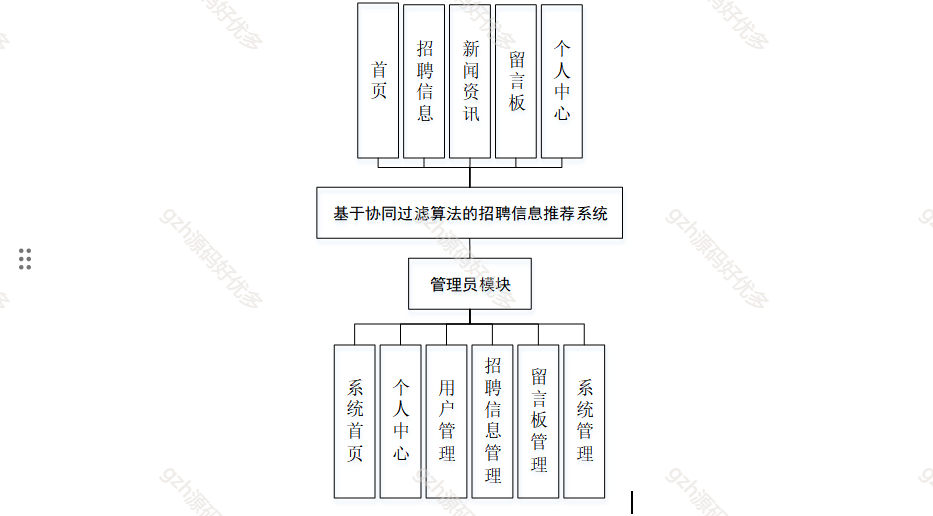 首页
招聘信息
新闻资讯
留言板
个人中心
基于协同过滤算法的招聘信息推荐系统
管理员模块
系统首页
个人中心
用户管理
招聘信息管理
留言板管理
系统管理
gzh源码好优多
gzh源码好优多
gzh源码好优多
gzh源码好优多